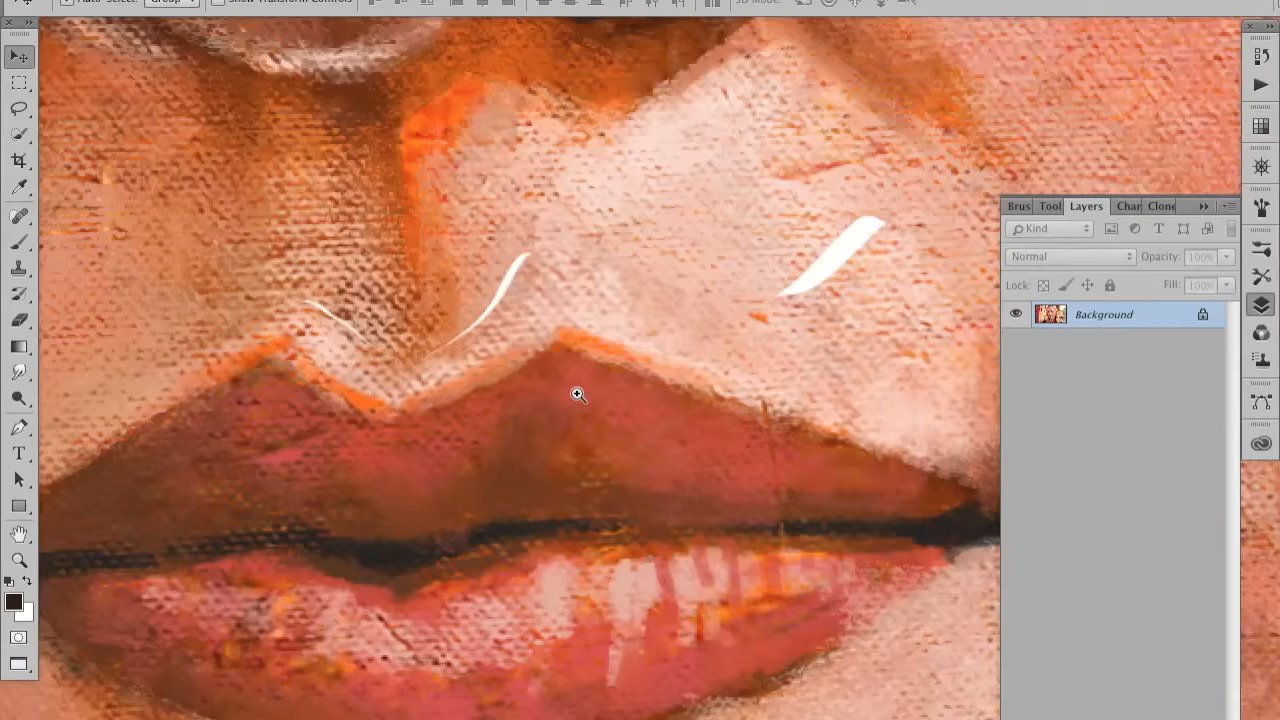 Auto-Select: Group Show Transform Controls 3D Mode:
Brus Tool Layers Char Clone
Kind
Normal Opacity: 100%
Lock: Fill: 100%
Background